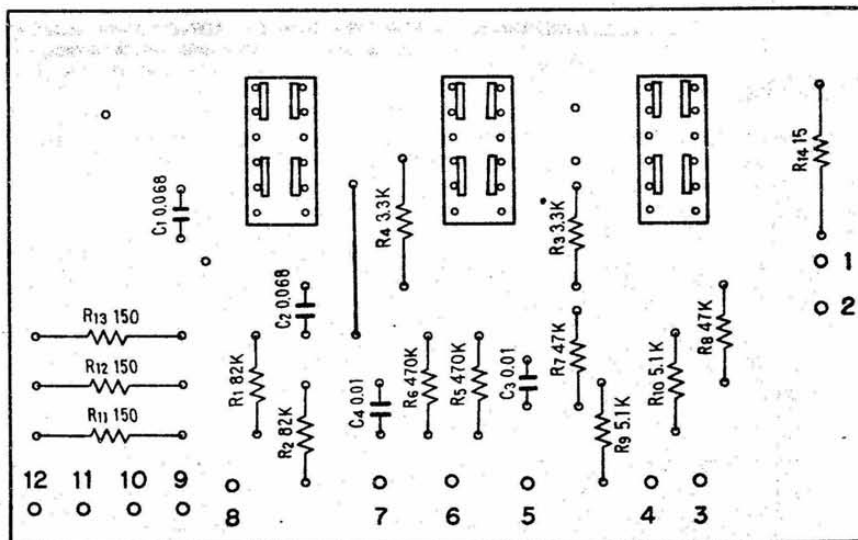 R14 15
C1 0.068
R4 3.3K
R3 3.3K
1
C2 0.068
2
R13 150
R8 47K
R12 150
R1 82K
C4 0.01
R6 470K
R5 470K
C3 0.01
R7 47K
R10 5.1K
R11 150
R2 82K
R9 5.1K
12 11 10 9 8 7 6 5 4 3